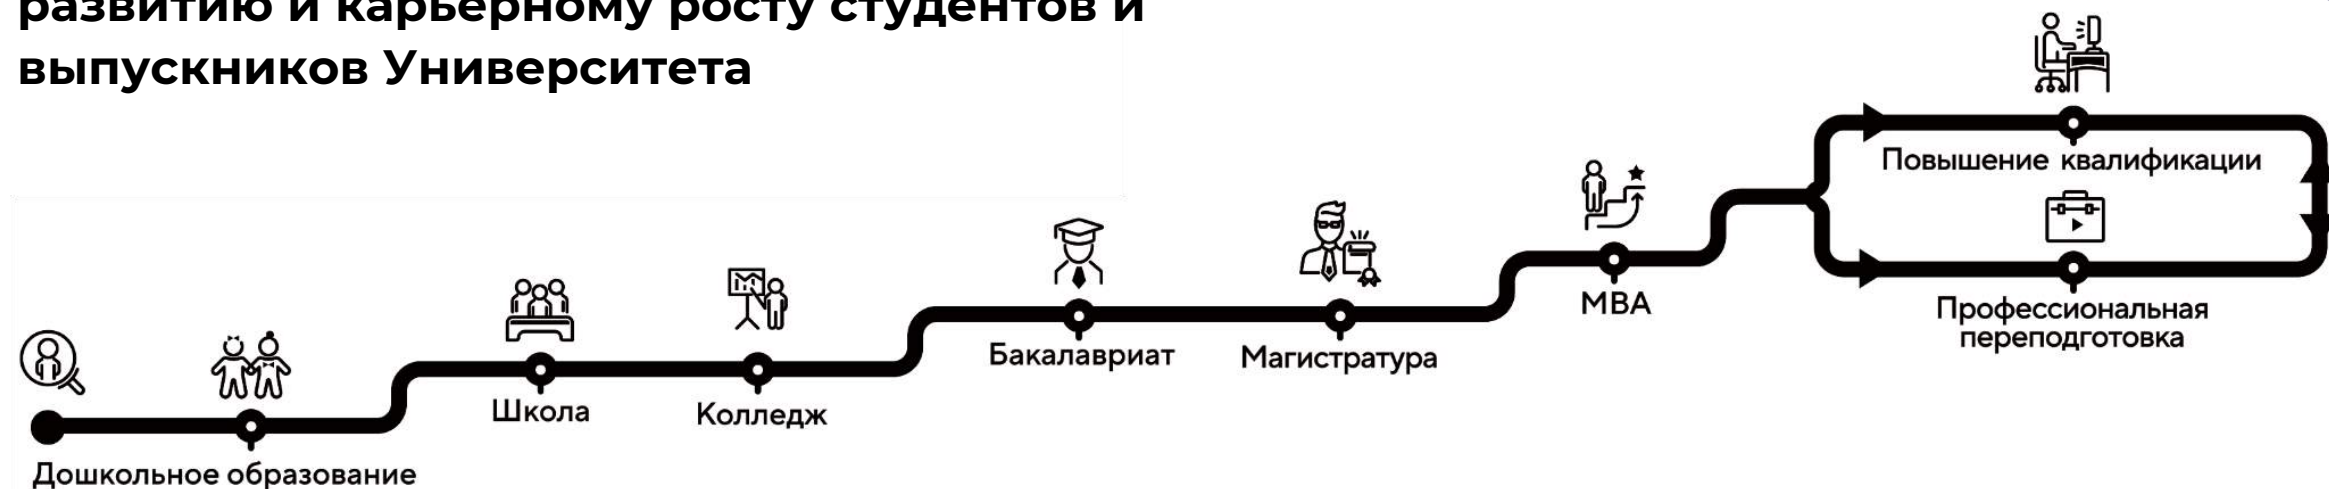 развитию и карьерному росту студентов и
выпускников Университета
Повышение квалификации
Профессиональная
переподготовка
МВА
Бакалавриат
Магистратура
Школа
Колледж
Дошкольное образование